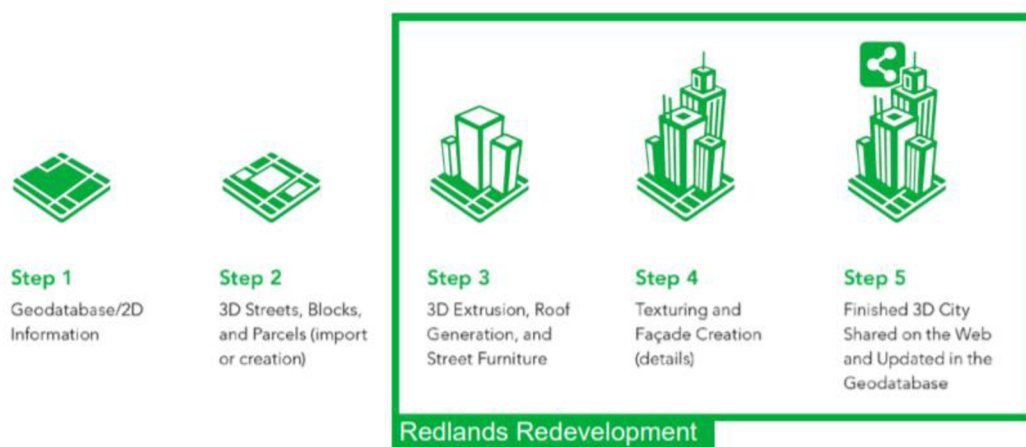 Step 1
Geodatabase/2D
Information
Step 2
3D Streets, Blocks,
and Parcels (import
or creation)
Step 3
3D Extrusion, Roof
Generation, and
Street Furniture
Step 4
Texturing and
Façade Creation
(details)
Step 5
Finished 3D City
Shared on the Web
and Updated in the
Geodatabase
Redlands Redevelopment